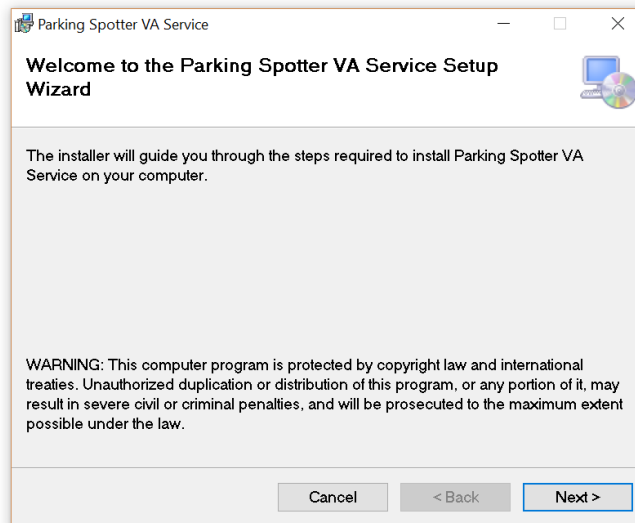 Parking Spotter VA Service
Welcome to the Parking Spotter VA Service Setup
Wizard
The installer will guide you through the steps required to install Parking Spotter VA
Service on your computer.
WARNING: This computer program is protected by copyright law and international
treaties. Unauthorized duplication or distribution of this program, or any portion of it, may
result in severe civil or criminal penalties, and will be prosecuted to the maximum extent
possible under the law.
Cancel
< Back
Next >